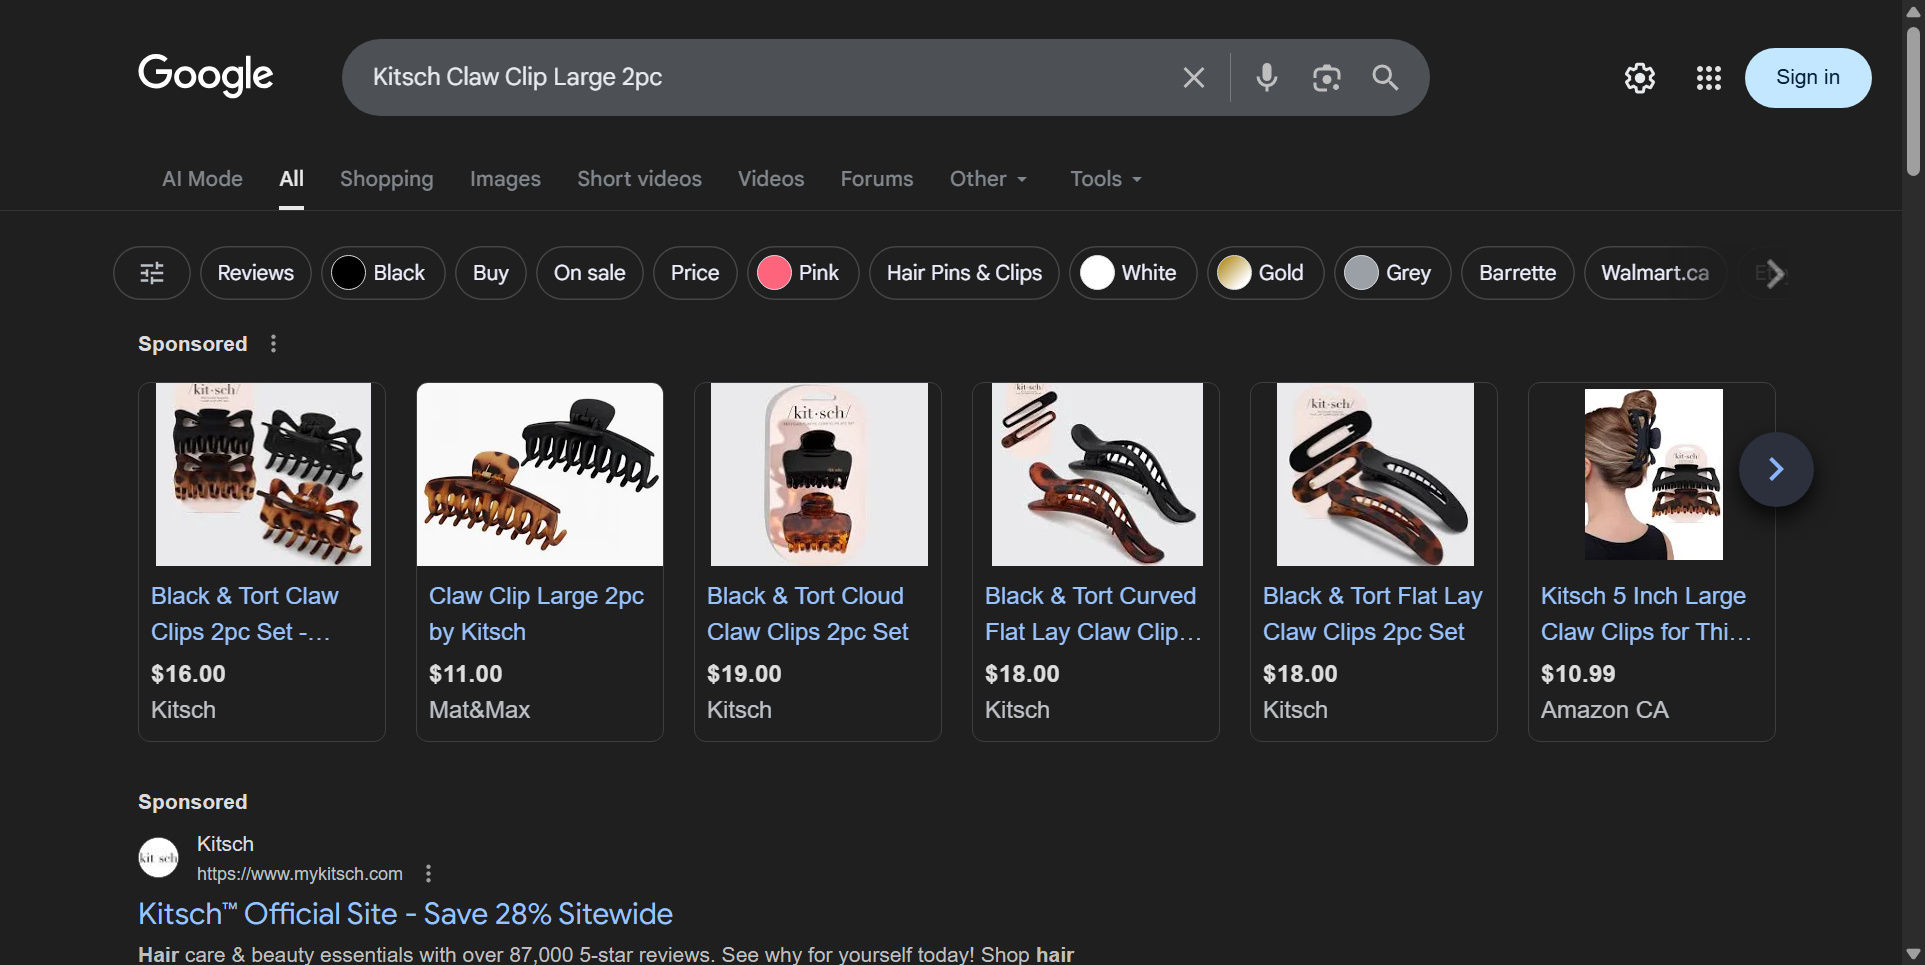 Google
Kitsch Claw Clip Large 2pc
Sign in
AI Mode
All
Shopping
Images
Short videos
Videos
Forums
Other
Tools
Reviews
Black
Buy
On sale
Price
Pink
Hair Pins & Clips
White
Gold
Grey
Barrette
Walmart.ca
Sponsored
/kit·sch/
/kit·sch/
/kit·sch/
/kit·sch/
Black & Tort Claw
Clips 2pc Set -...
$16.00
Kitsch
Claw Clip Large 2pc
by Kitsch
$11.00
Mat&Max
Black & Tort Cloud
Claw Clips 2pc Set
$19.00
Kitsch
Black & Tort Curved
Flat Lay Claw Clip...
$18.00
Kitsch
Black & Tort Flat Lay
Claw Clips 2pc Set
$18.00
Kitsch
Kitsch 5 Inch Large
Claw Clips for Thi...
$10.99
Amazon CA
Sponsored
kit sch
Kitsch
https://www.mykitsch.com
Kitsch™ Official Site - Save 28% Sitewide
Hair care & beauty essentials with over 87,000 5-star reviews. See why for yourself today! Shop hair